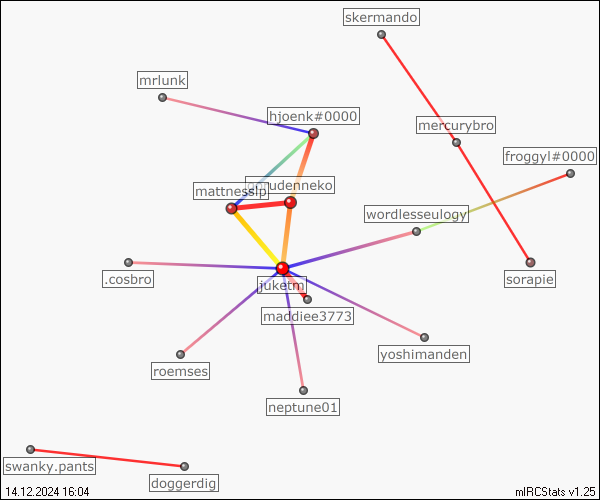 skermando
mrlunk
hjoenk#0000
mercurybro
froggyl#0000
mattnesslp
wordlesseulogy
.cosbro
juketm
sorapie
maddiee3773
yoshimanden
roemses
neptune01
swanky.pants
doggerdig
14.12.2024 16:04
mIRCStats v1.25